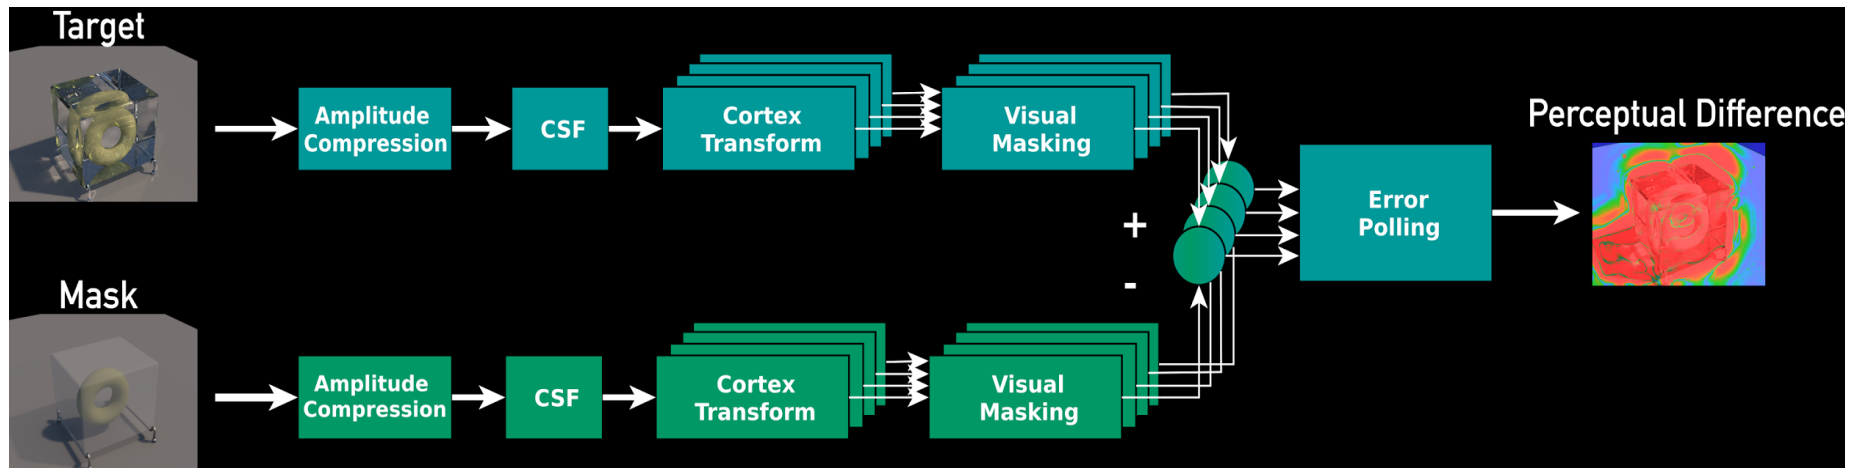 Target
Amplitude
Compression
CSF
Cortex
Transform
Visual
Masking
+
-
Error
Polling
Perceptual Difference
Mask
Amplitude
Compression
CSF
Cortex
Transform
Visual
Masking